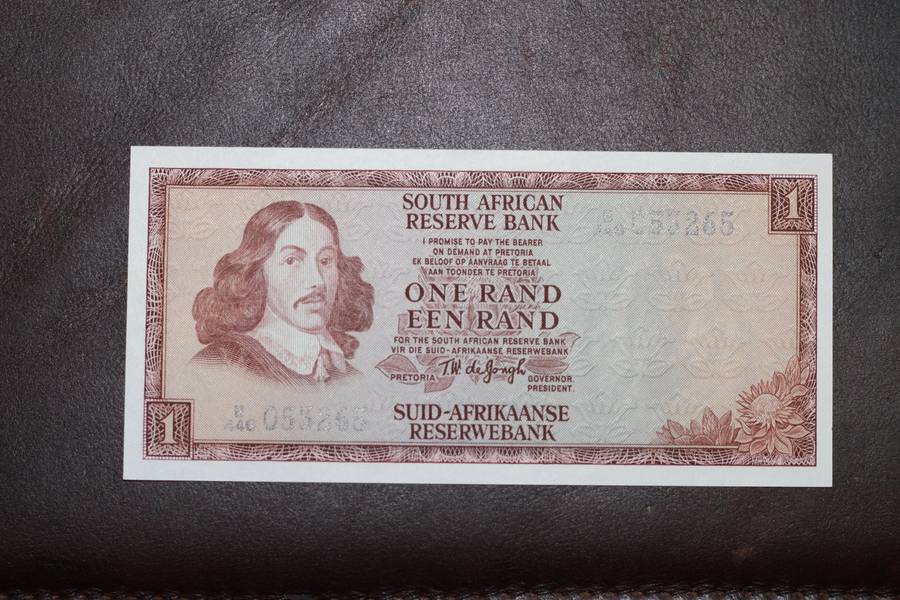 1
SOUTH AFRICAN
RESERVE BANK
I PROMISE TO PAY THE BEARER
ON DEMAND AT PRETORIA
EK BELOOF OP AANVRAAG TE BETAAL
AAN TOONDER TE PRETORIA
ONE RAND
EEN RAND
FOR THE SOUTH AFRICAN RESERVE BANK
VIR DIE SUID-AFRIKAANSE RESERWEBANK
T.W. de Jongh
PRETORIA GOVERNOR.
PRESIDENT.
SUID-AFRIKAANSE
RESERWEBANK
1